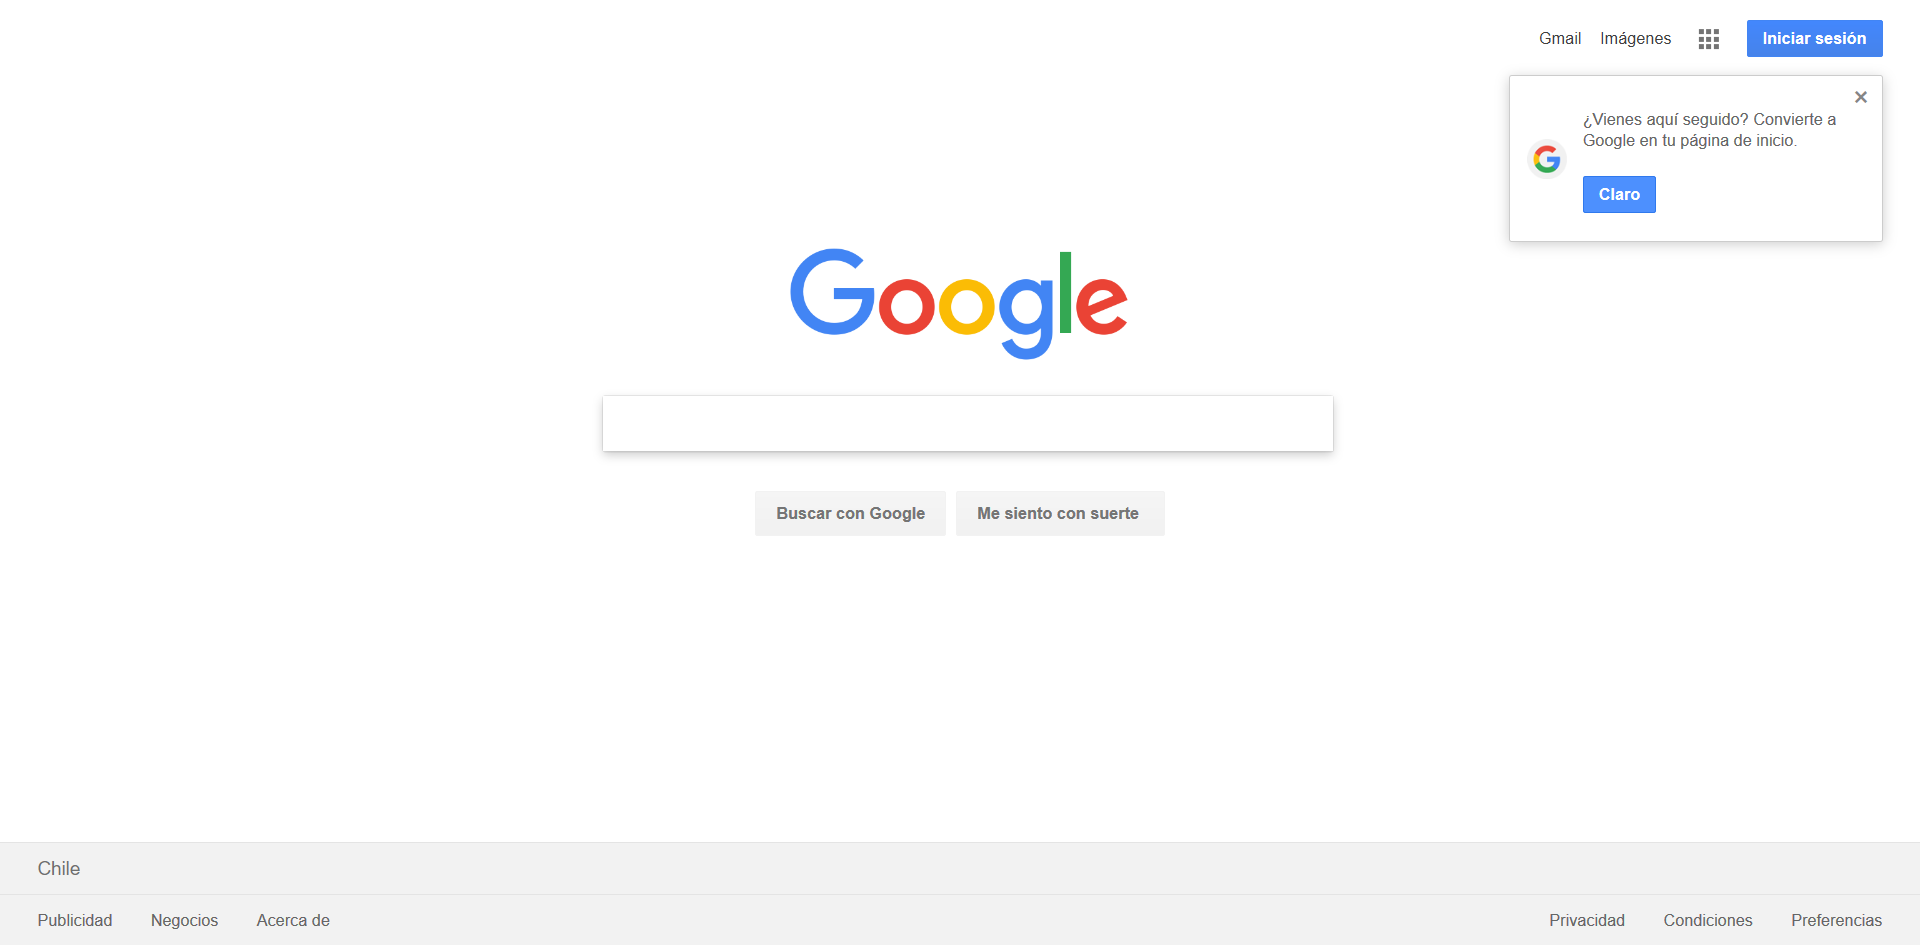 Gmail Imágenes Iniciar sesión
¿Vienes aquí seguido? Convierte a
Google en tu página de inicio.
Claro
Google
Buscar con Google Me siento con suerte
Chile
Publicidad Negocios Acerca de Privacidad Condiciones Preferencias